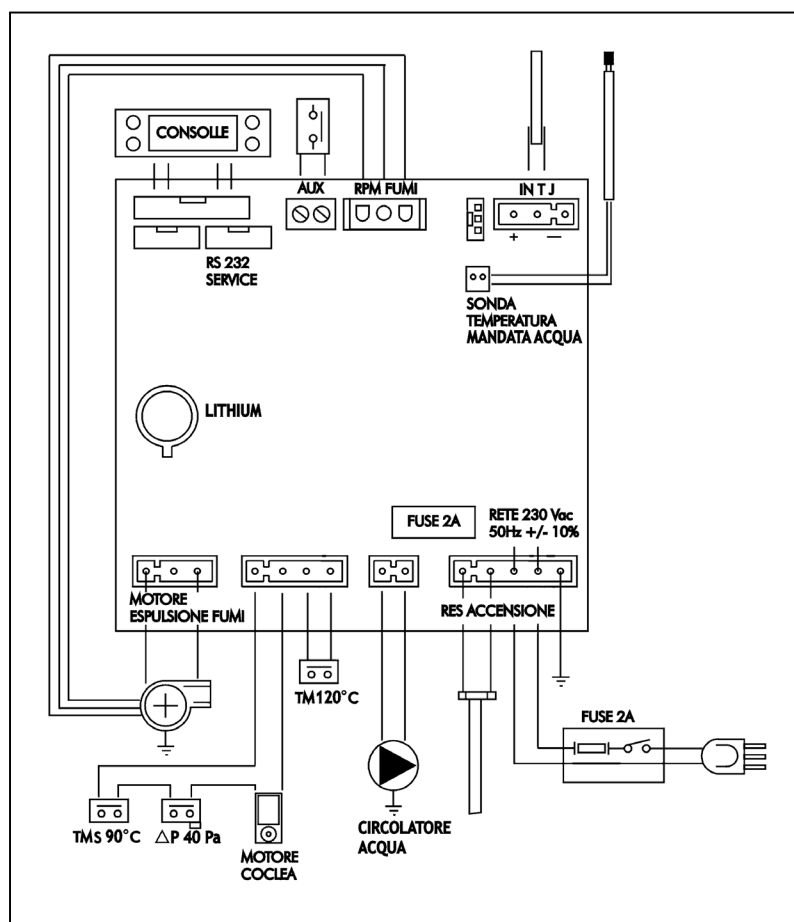 CONSOLLE
AUX
RPM FUMI
IN T J
+ —
RS 232
SERVICE
SONDA
TEMPERATURA
MANDATA ACQUA
LITHIUM
FUSE 2A
RETE 230 Vac
50Hz +/- 10%
MOTORE
ESPULSIONE FUMI
RES ACCENSIONE
TM120°C
FUSE 2A
TMS 90°C
△P 40 Pa
MOTORE
COCLEA
CIRCOLATORE
ACQUA